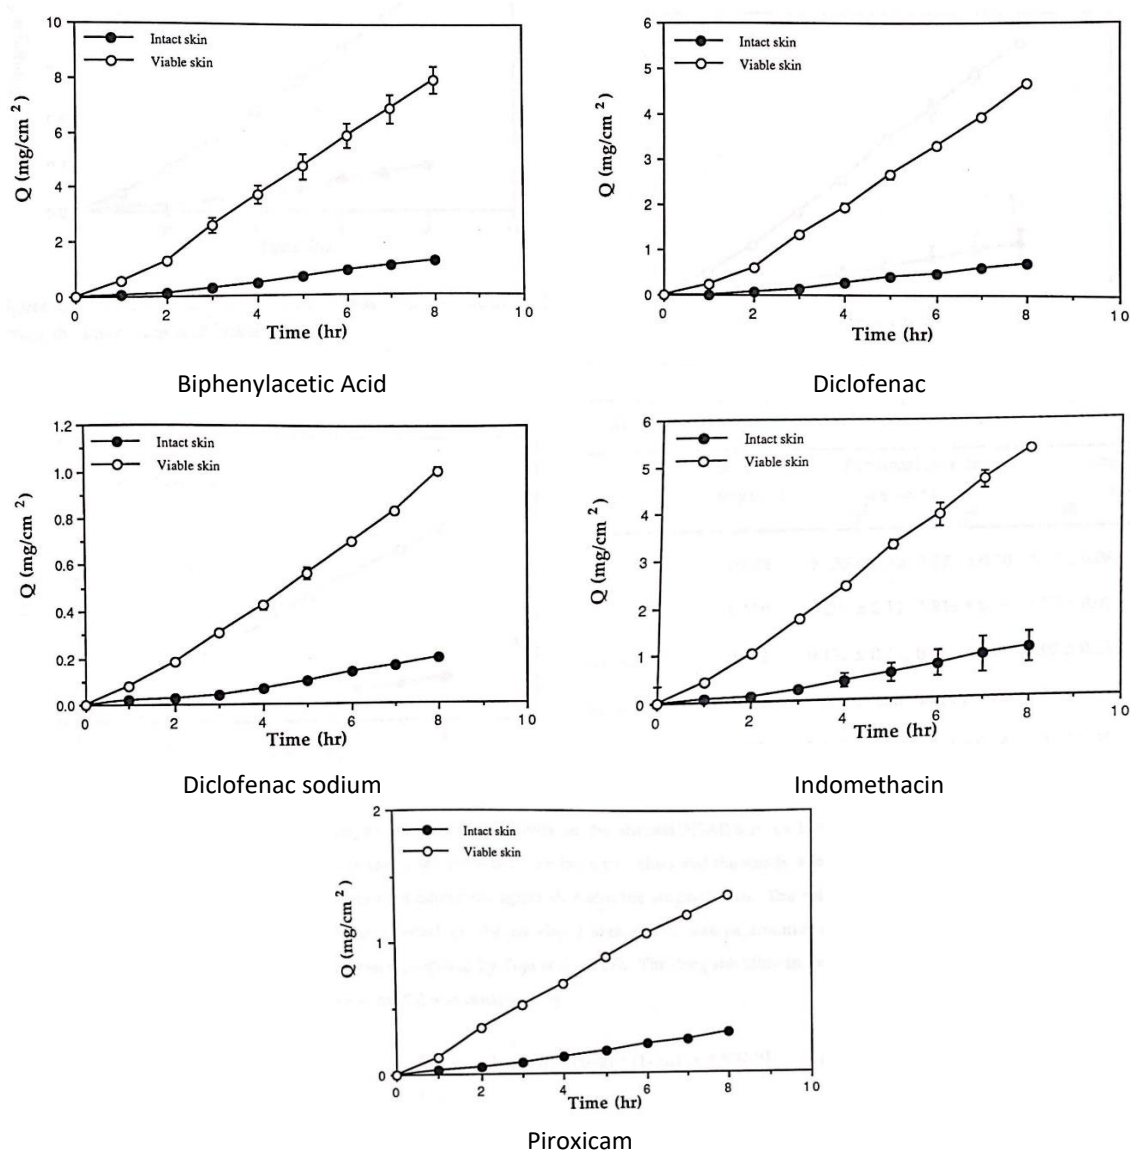 10
8
6
4
2
0
Q (mg/cm ²)
Intact skin
Viable skin
0 2 4 6 8 10
Time (hr)
Biphenylacetic Acid
6
5
4
3
2
1
0
Q (mg/cm ²)
Intact skin
Viable skin
0 2 4 6 8 10
Time (hr)
Diclofenac
1.2
1.0
0.8
0.6
0.4
0.2
0.0
Q (mg/cm ²)
Intact skin
Viable skin
0 2 4 6 8 10
Time (hr)
Diclofenac sodium
6
5
4
3
2
1
0
Q (mg/cm ²)
Intact skin
Viable skin
0 2 4 6 8 10
Time (hr)
Indomethacin
2
1
0
Q (mg/cm ²)
Intact skin
Viable skin
0 2 4 6 8 10
Time (hr)
Piroxicam